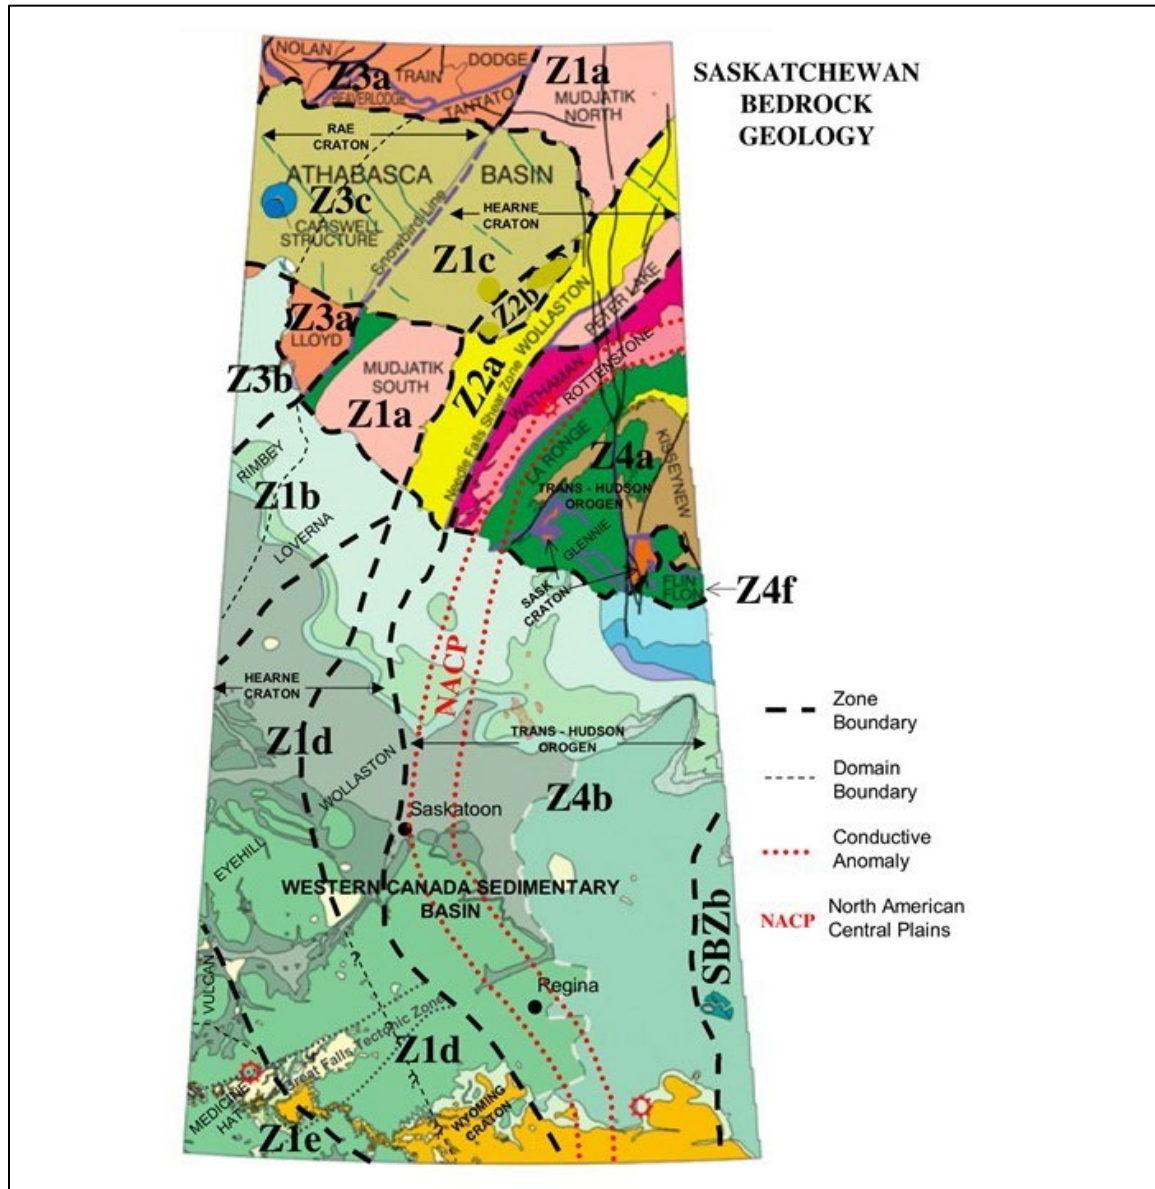 SASKATCHEWAN
BEDROCK
GEOLOGY
NOLAN
DODGE
Z3a
TRAIN
BEAVERLODGE
TANTATO
Z1a
MUDJATIK
NORTH
RAE
CRATON
ATHABASCA
BASIN
Z3c
CARSWELL
STRUCTURE
Snowbird Line
HEARNE
CRATON
Z1c
Z2b
WOLLASTON
PETER LAKE
Z3a
LLOYD
Z3b
MUDJATIK
SOUTH
Z1a
Z2a
Needle Falls Shear Zone
WATHAMAN
ROTTENSTONE
LA RONGE
Z4a
KISSEYNEW
TRANS - HUDSON
OROGEN
GLENNIE
SASK
CRATON
FLIN
FLON
Z4f
RIMBEY
Z1b
LOVERNA
NACP
HEARNE
CRATON
TRANS - HUDSON
OROGEN
Z1d
WOLLASTON
Z4b
Saskatoon
EYEHILL
WESTERN CANADA SEDIMENTARY
BASIN
SBZb
VULCAN
?
Regina
Great Falls Tectonic Zone
Z1d
?
MEDICINE
HAT
Z1e
WYOMING
CRATON
Zone
Boundary
Domain
Boundary
Conductive
Anomaly
NACP
North American
Central Plains